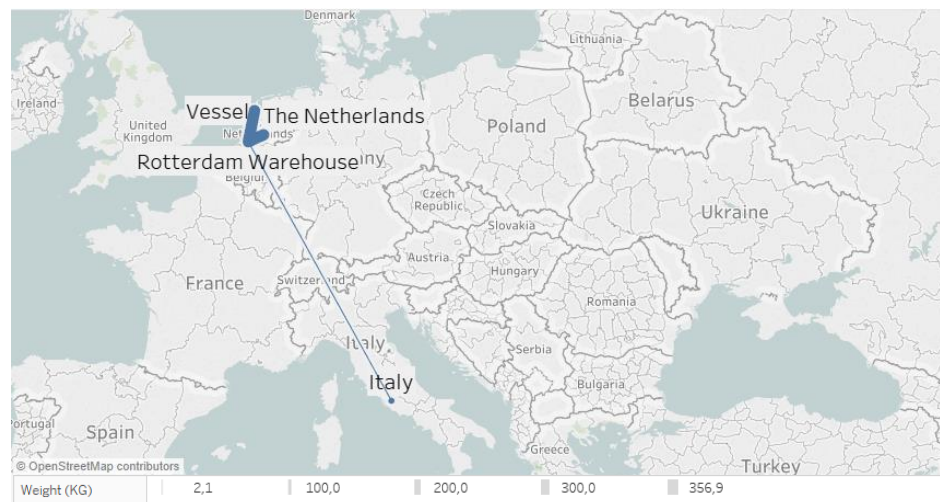 Denmark
Lithuania
Ireland
United
Kingdom
Vessel
The Netherlands
Belarus
Poland
Rotterdam Warehouse
Belgium
Czech
Republic
Ukraine
Slovakia
France
Austria
Hungary
Switzerland
Romania
Italy
Serbia
Italy
Bulgaria
Portugal
Spain
Greece
Turkey
© OpenStreetMap contributors
Weight (KG) 2,1 100,0 200,0 300,0 356,9